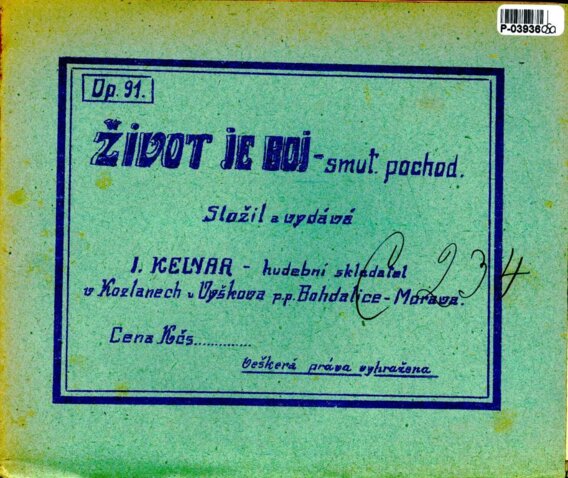 P-03936
Op. 91.
ŽIVOT JE BOJ - smut. pochod.
Složil a vydává
I. KELNAR - hudební skladatel
v Kozlanech u Vyškova p.p. Bohdalice - Morava.
C 234
Cena Kčs..............
Veškerá práva vyhražena